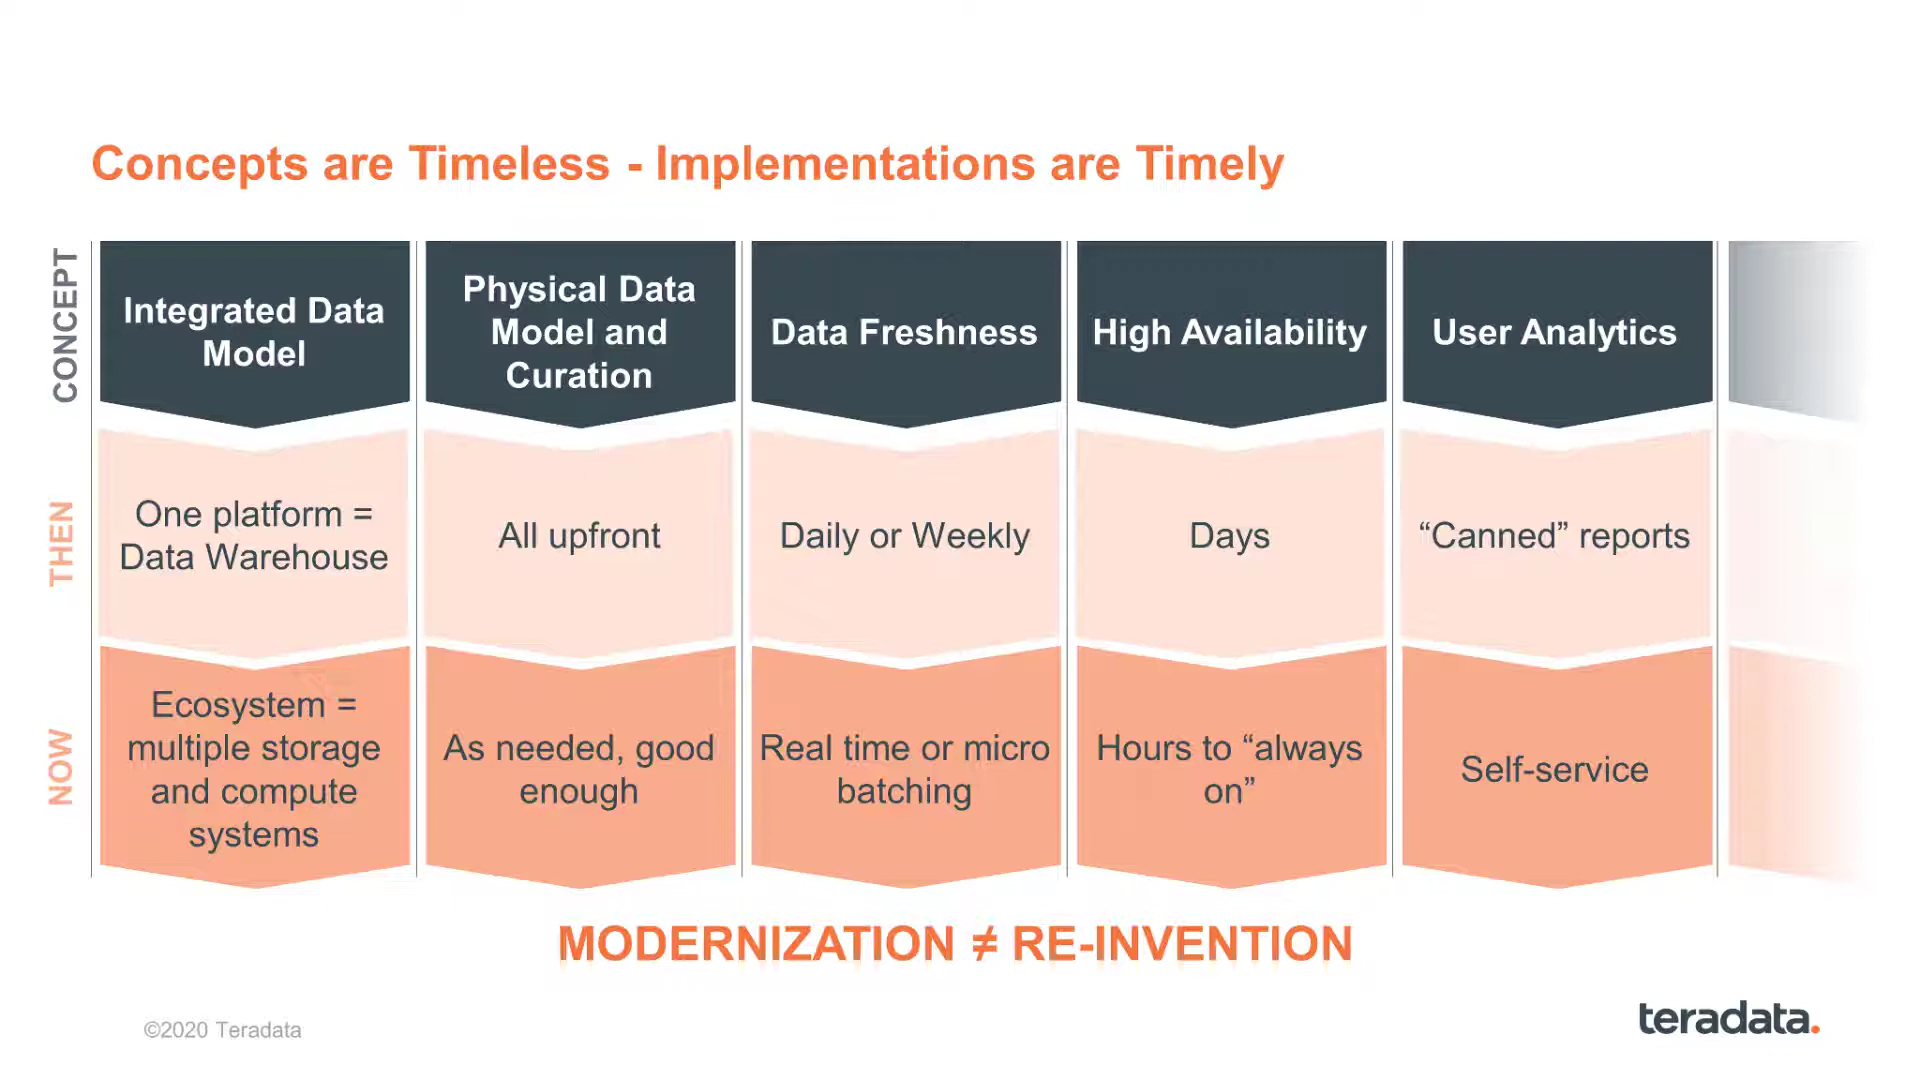 Concepts are Timeless - Implementations are Timely
CONCEPT
Integrated Data
Model
Physical Data
Model and
Curation
Data Freshness
High Availability
User Analytics
THEN
One platform =
Data Warehouse
All upfront
Daily or Weekly
Days
“Canned” reports
NOW
Ecosystem =
multiple storage
and compute
systems
As needed, good
enough
Real time or micro
batching
Hours to “always
on”
Self-service
MODERNIZATION ≠ RE-INVENTION
©2020 Teradata
teradata.